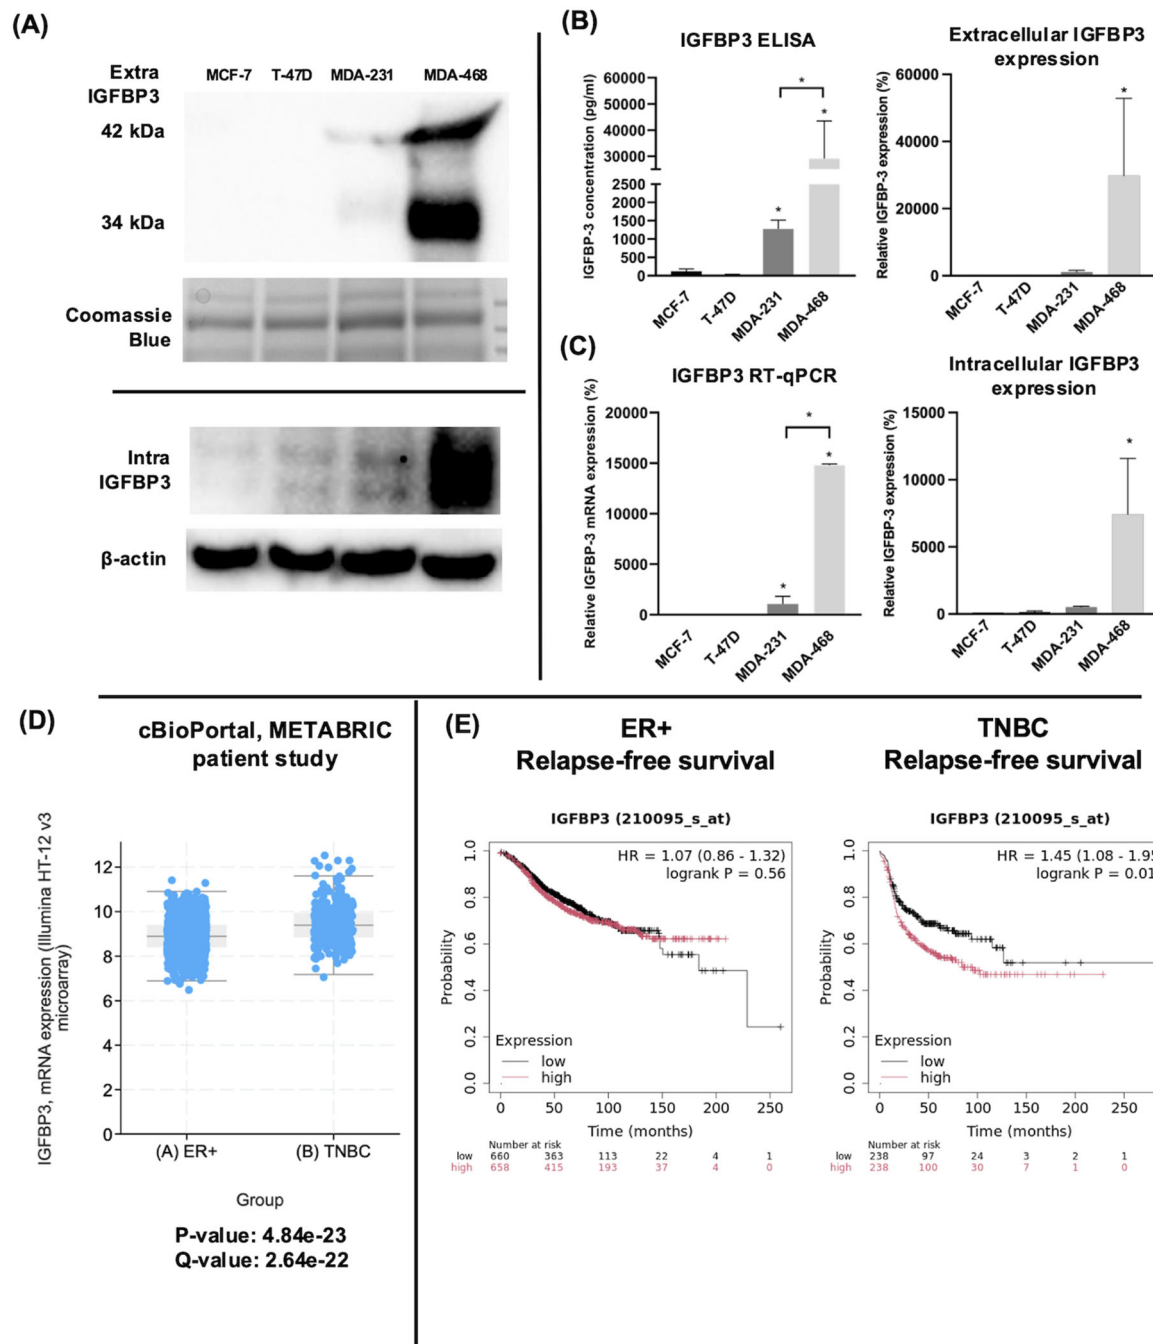 (A)
Extra
IGFBP3
MCF-7 T-47D MDA-231 MDA-468
42 kDa
34 kDa
Coomassie
Blue
Intra
IGFBP3
β-actin
(B)
IGFBP3 ELISA
IGFBP-3 concentration (pg/ml)
60000
50000
40000
30000
2500
2000
1500
1000
500
0
*
*
*
MCF-7
T-47D
MDA-231
MDA-468
Extracellular IGFBP3
expression
Relative IGFBP-3 expression (%)
60000
40000
20000
0
*
MCF-7
T-47D
MDA-231
MDA-468
(C)
IGFBP3 RT-qPCR
Relative IGFBP-3 mRNA expression (%)
20000
15000
10000
5000
0
*
*
*
MCF-7
T-47D
MDA-231
MDA-468
Intracellular IGFBP3
expression
Relative IGFBP-3 expression (%)
15000
10000
5000
0
*
MCF-7
T-47D
MDA-231
MDA-468
(D)
cBioPortal, METABRIC
patient study
IGFBP3, mRNA expression (Illumina HT-12 v3
microarray)
12
10
8
6
4
2
0
(A) ER+
(B) TNBC
Group
P-value: 4.84e-23
Q-value: 2.64e-22
(E)
ER+
Relapse-free survival
IGFBP3 (210095_s_at)
HR = 1.07 (0.86 - 1.32)
logrank P = 0.56
Probability
1.0
0.8
0.6
0.4
0.2
0.0
Expression
low
high
0 50 100 150 200 250
Time (months)
Number at risk
low 660 363 113 22 4 1
high 658 415 193 37 4 0
TNBC
Relapse-free survival
IGFBP3 (210095_s_at)
HR = 1.45 (1.08 - 1.95
logrank P = 0.01
Probability
1.0
0.8
0.6
0.4
0.2
0.0
Expression
low
high
0 50 100 150 200 250
Time (months)
Number at risk
low 238 97 24 3 2 1
high 238 100 30 7 1 0